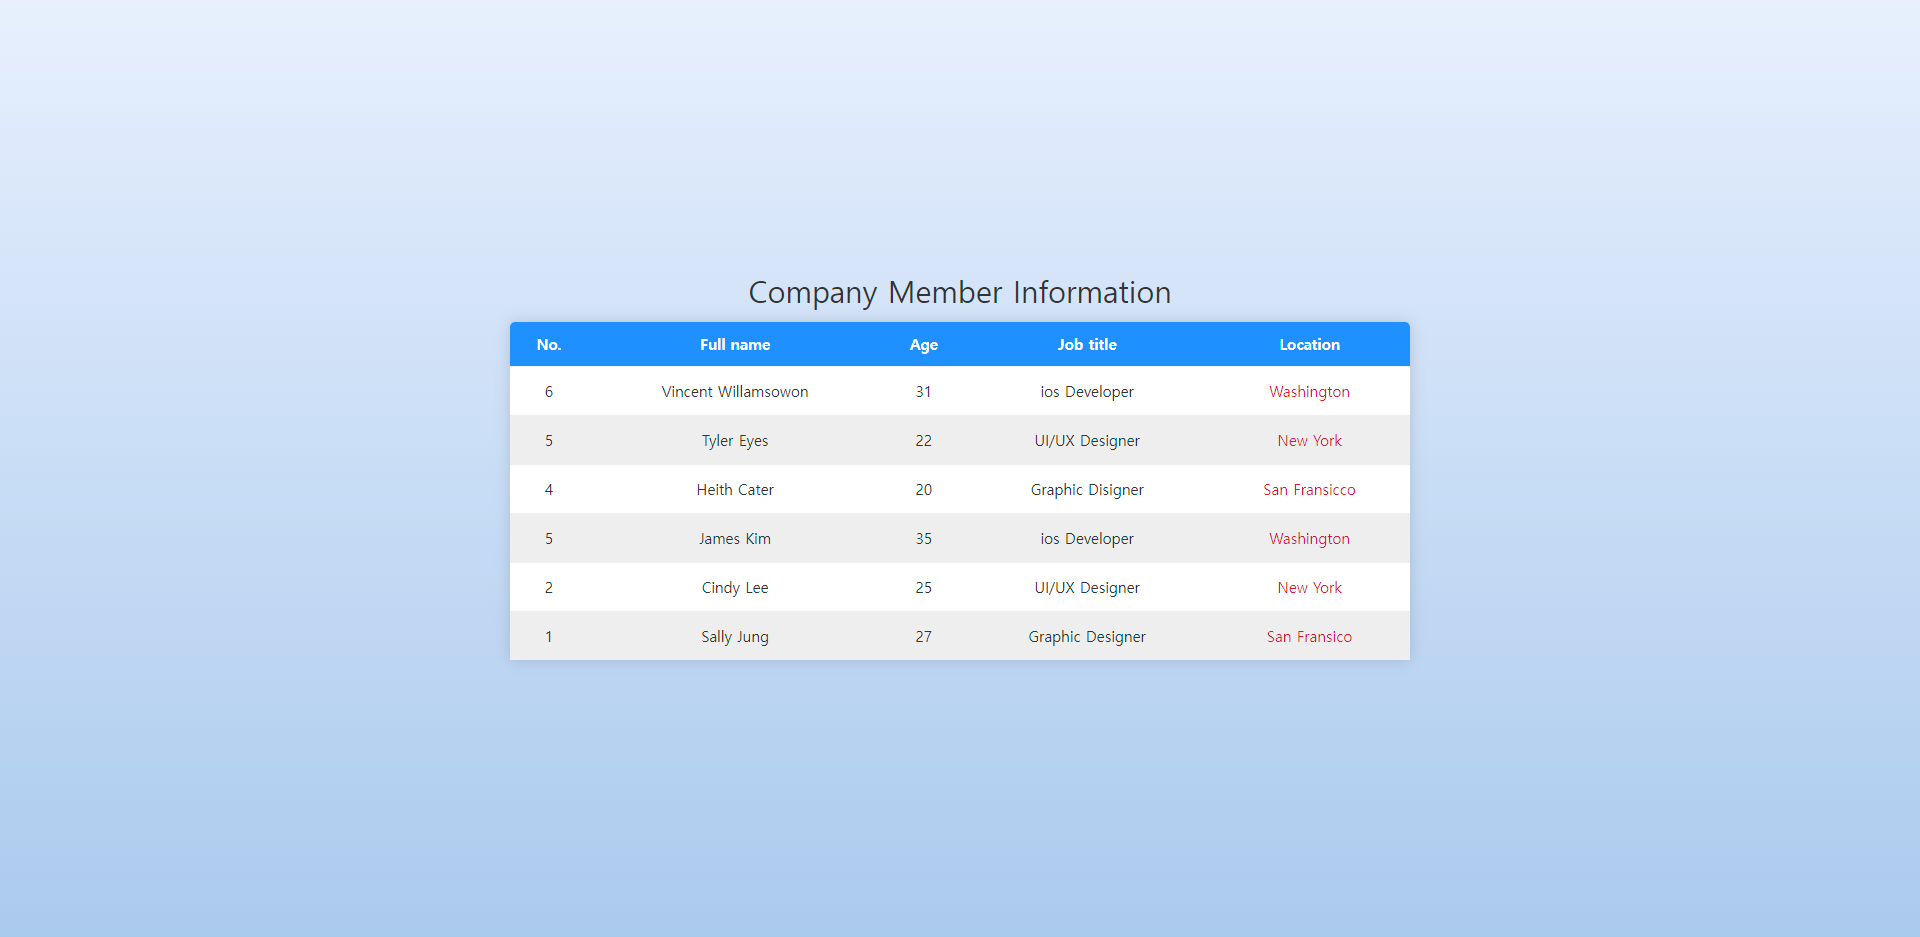 Company Member Information
No. Full name Age Job title Location
6 Vincent Willamsowon 31 ios Developer Washington
5 Tyler Eyes 22 UI/UX Designer New York
4 Heith Cater 20 Graphic Disigner San Fransicco
5 James Kim 35 ios Developer Washington
2 Cindy Lee 25 UI/UX Designer New York
1 Sally Jung 27 Graphic Designer San Fransico